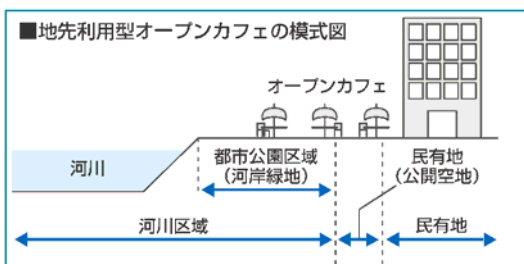 ■地先利用型オープンカフェの模式図
オープンカフェ
河川
都市公園区域
（河岸緑地）
民有地
（公開空地）
河川区域
民有地